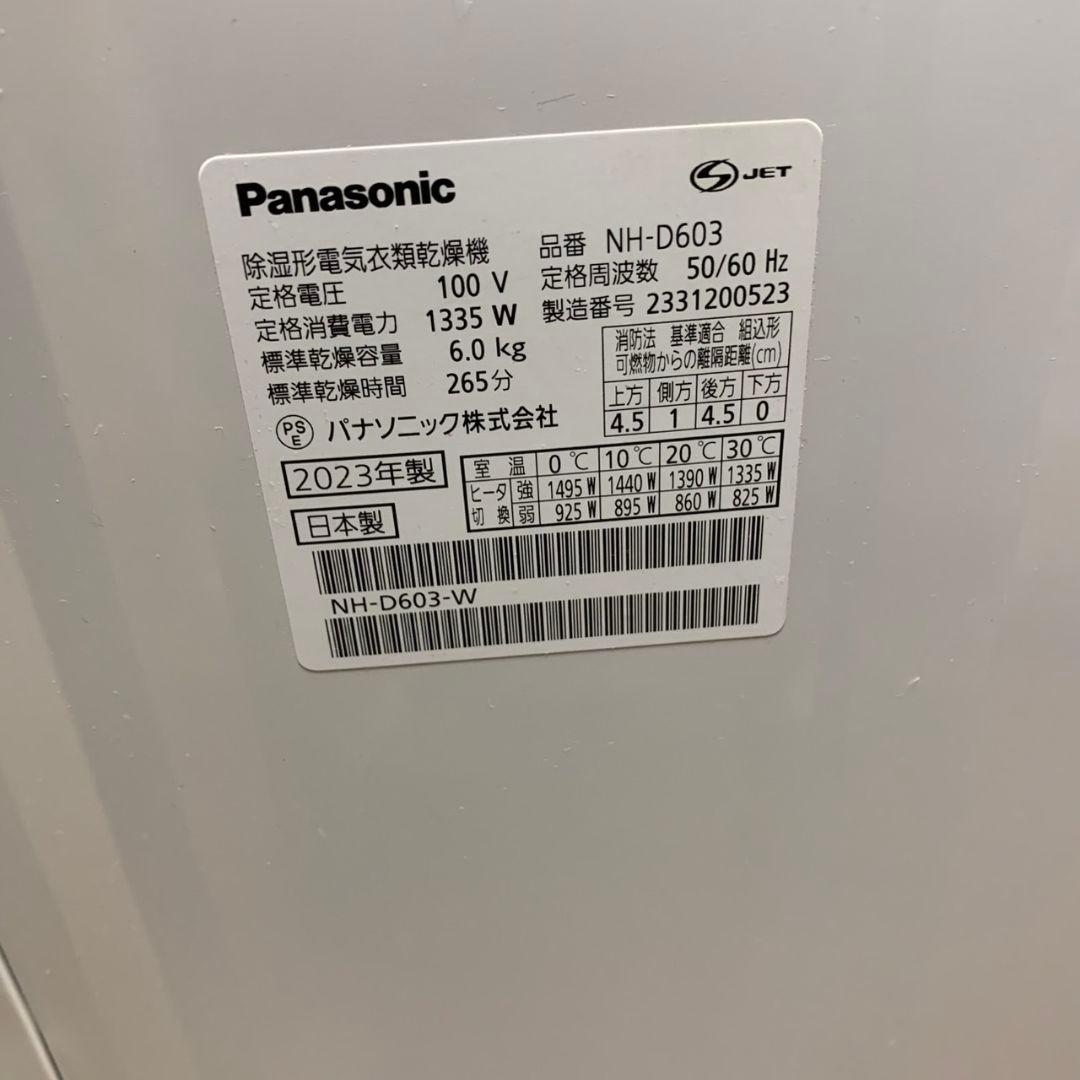 Panasonic
S JET
除湿形電気衣類乾燥機
品番 NH-D603
定格電圧 100 V
定格周波数 50/60 Hz
定格消費電力 1335 W
製造番号 2331200523
標準乾燥容量 6.0 kg
標準乾燥時間 265分
PSE パナソニック株式会社
消防法 基準適合 組込形
可燃物からの離隔距離(cm)
上方 側方 後方 下方
4.5 1 4.5 0
2023年製
日本製
室温 0℃ 10℃ 20℃ 30℃
ヒータ 強 1495 W 1440 W 1390 W 1335 W
切換 弱 925 W 895 W 860 W 825 W
NH-D603-W